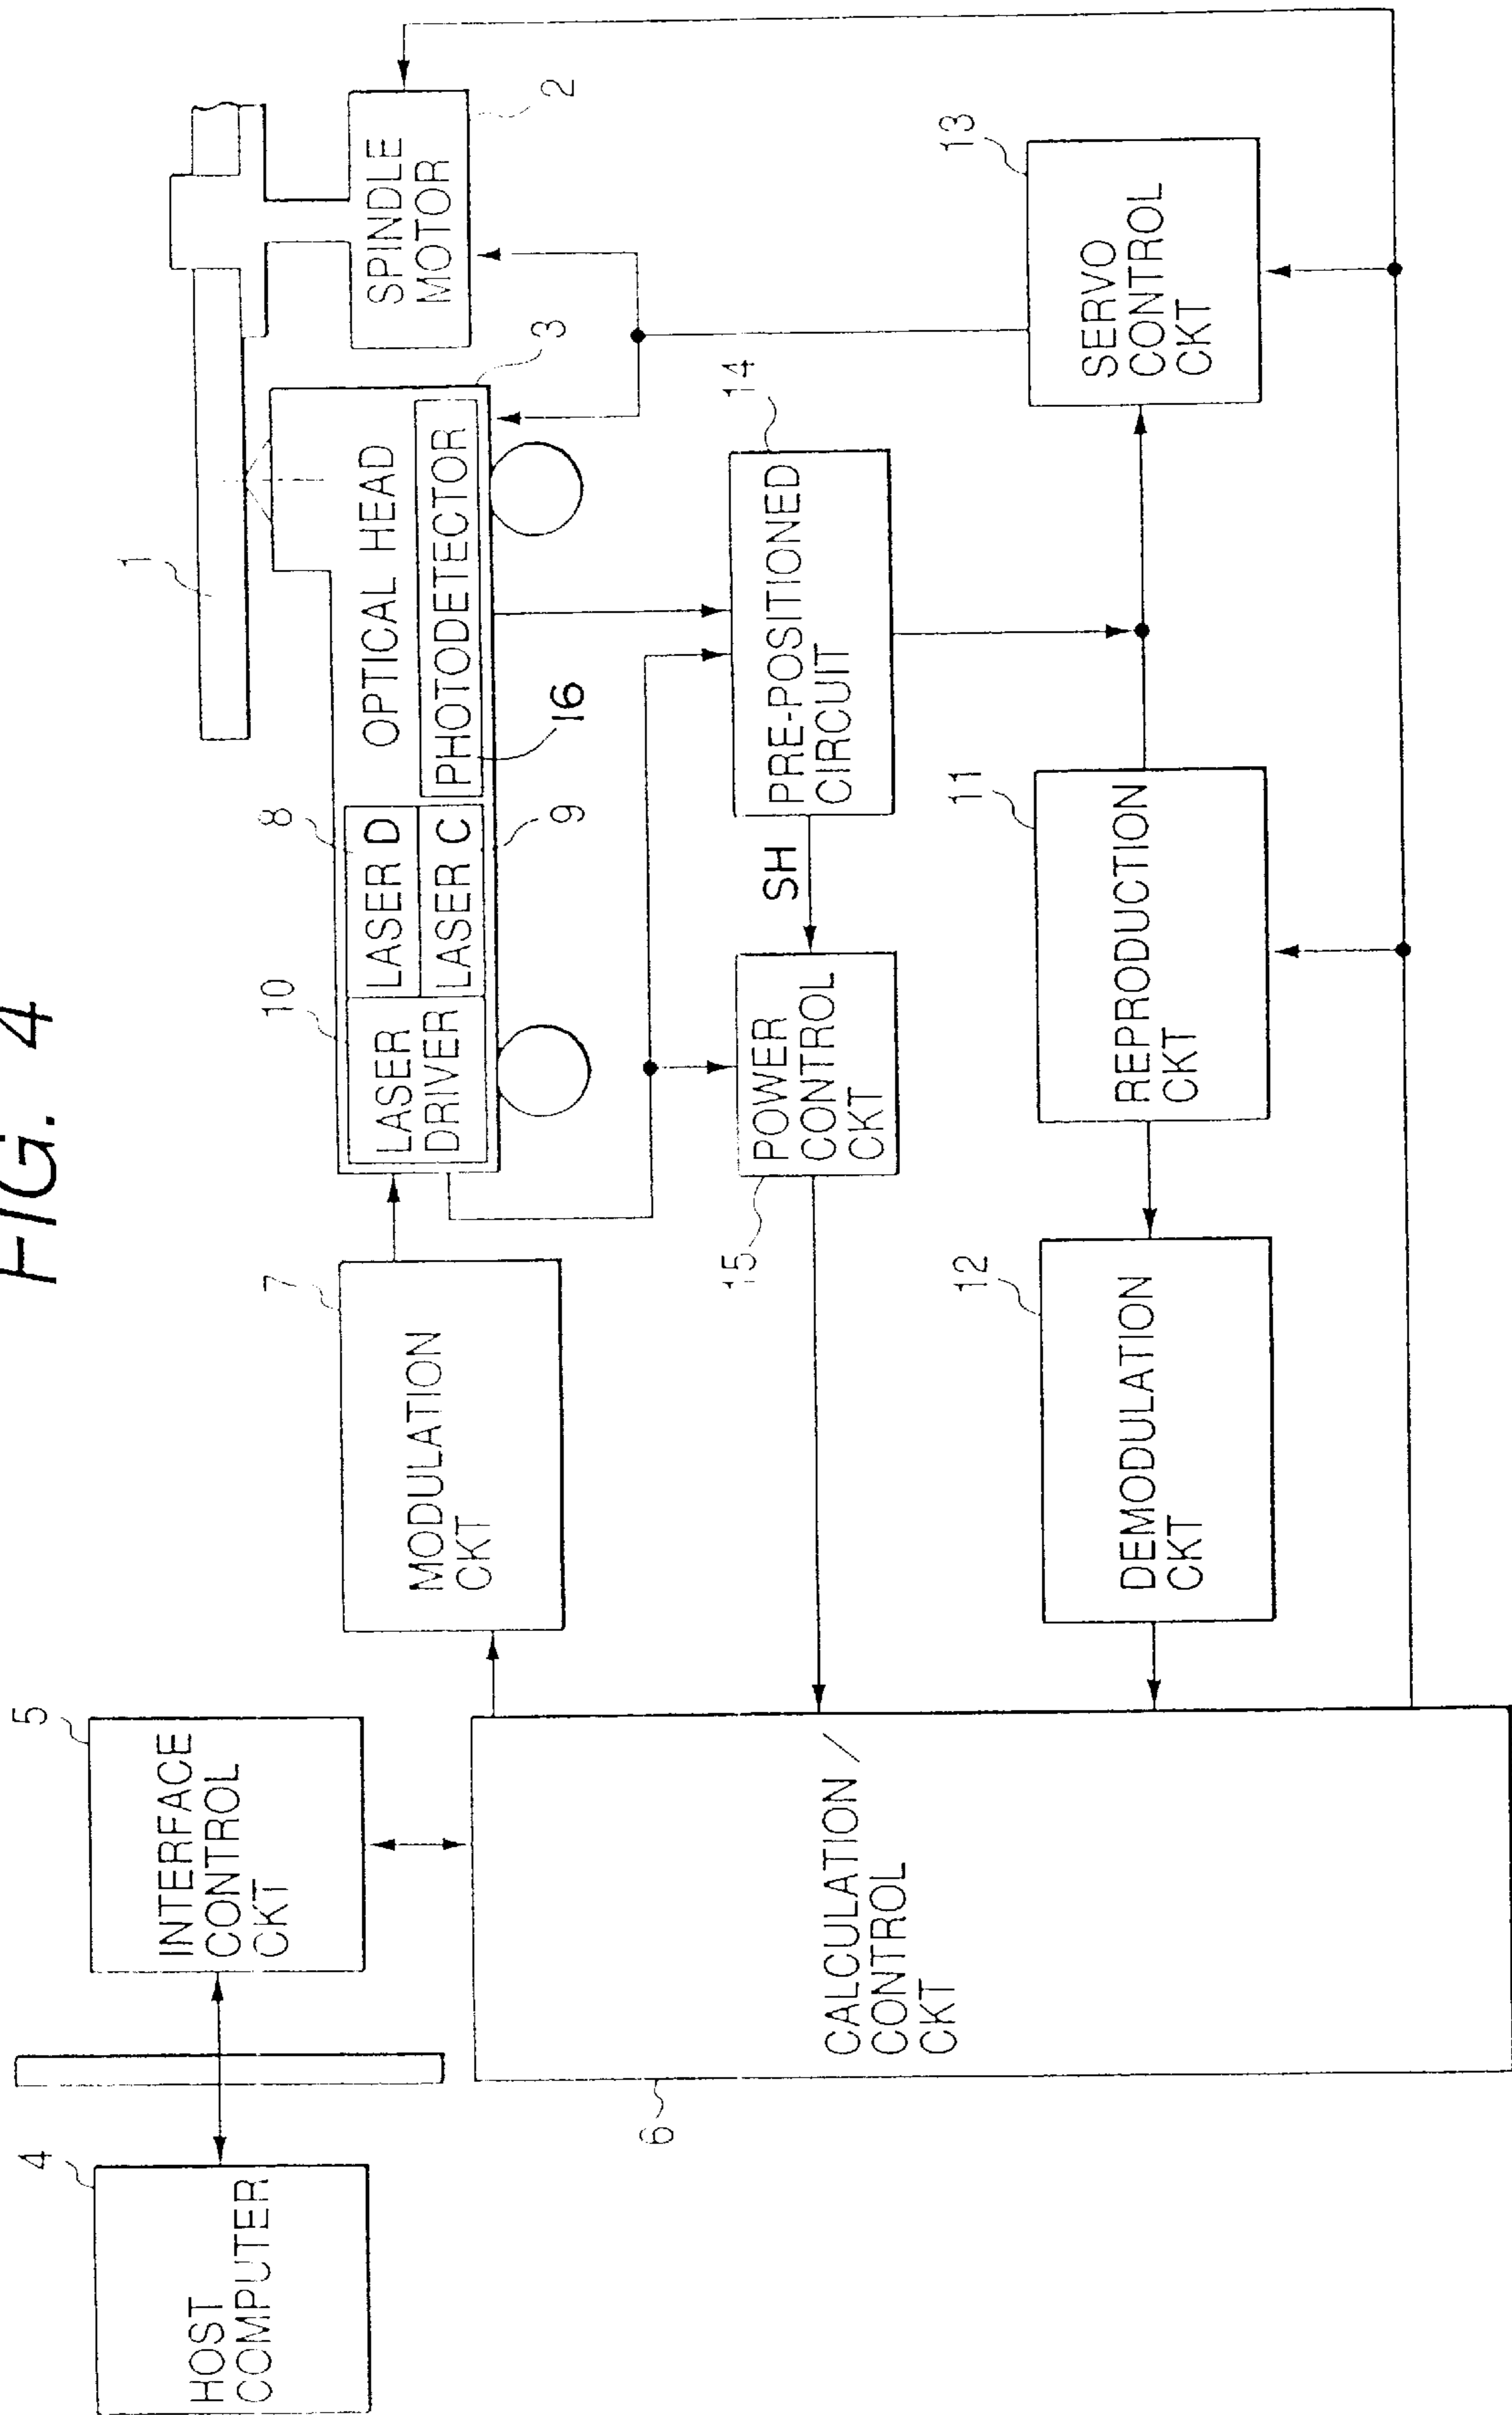 FIG. 4
4
HOST
COMPUTER
5
INTERFACE
CONTROL
CKT
6
CALCULATION /
CONTROL
CKT
7
MODULATION
CKT
10
LASER
DRIVER
8
LASER D
LASER C
9
OPTICAL HEAD
PHOTODETECTOR
16
3
1
SPINDLE
MOTOR
2
15
POWER
CONTROL
CKT
SH
14
PRE-POSITIONED
CIRCUIT
12
DEMODULATION
CKT
11
REPRODUCTION
CKT
13
SERVO
CONTROL
CKT